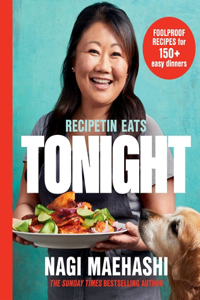 FOOLPROOF
RECIPES for
150+
easy dinners
RECIPETIN EATS
TONIGHT
NAGI MAEHASHI
THE SUNDAY TIMES BESTSELLING AUTHOR